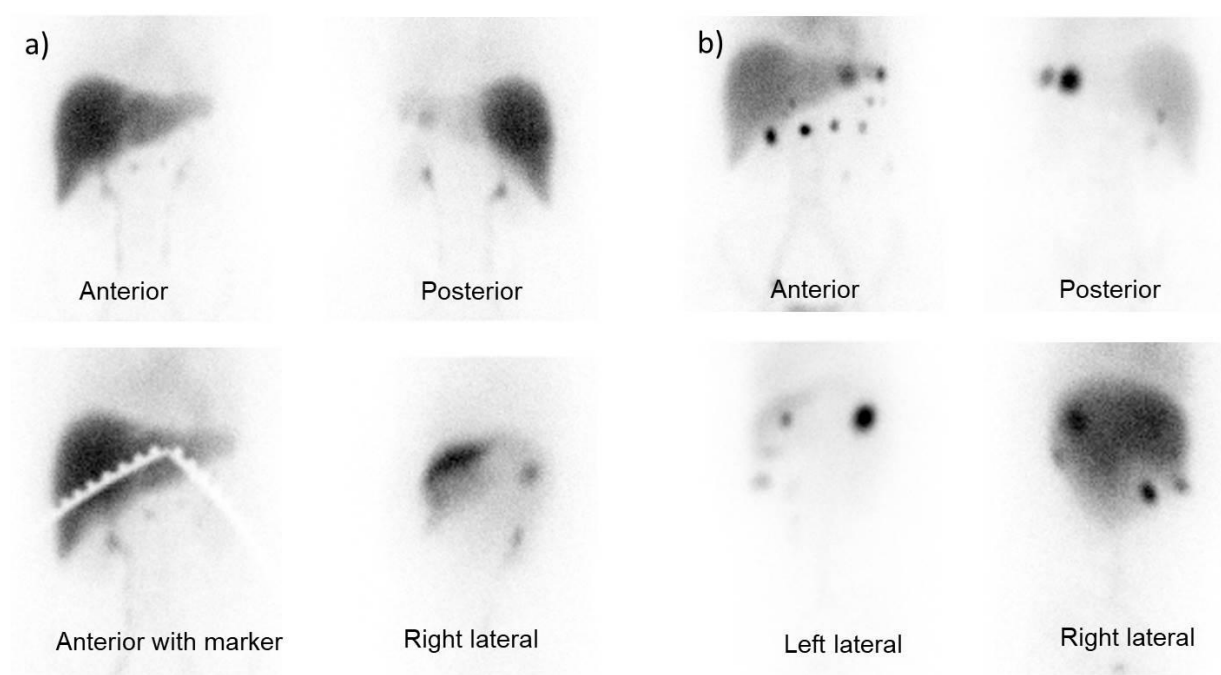 a)
b)
Anterior
Posterior
Anterior
Posterior
Anterior with marker
Right lateral
Left lateral
Right lateral